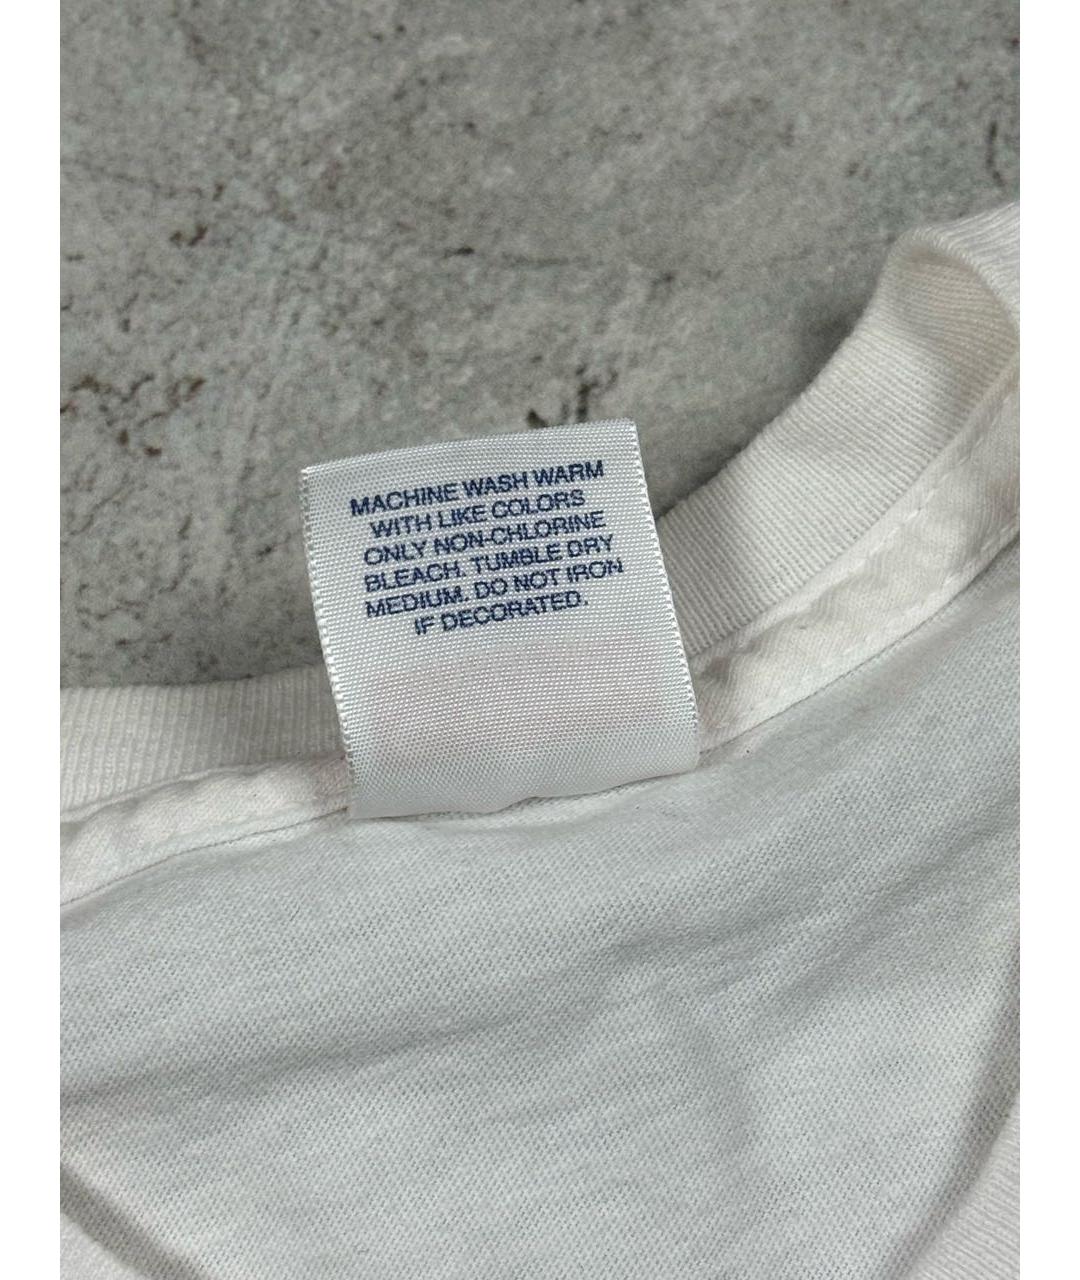 MACHINE WASH WARM
WITH LIKE COLORS
ONLY NON-CHLORINE
BLEACH. TUMBLE DRY
MEDIUM. DO NOT IRON
IF DECORATED.